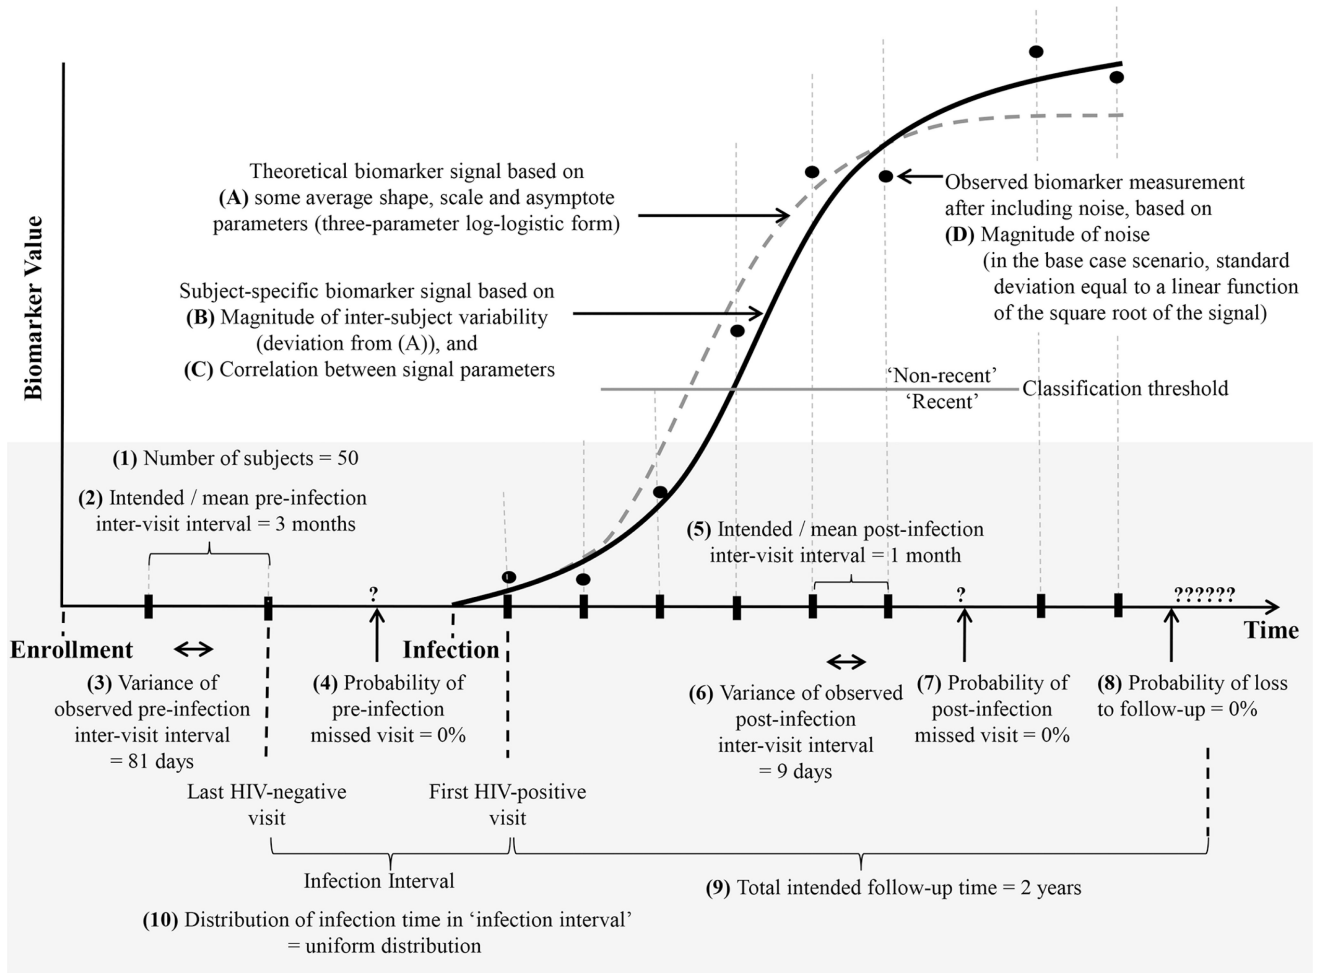 Biomarker Value
Theoretical biomarker signal based on
(A) some average shape, scale and asymptote
parameters (three-parameter log-logistic form)
Observed biomarker measurement
after including noise, based on
(D) Magnitude of noise
(in the base case scenario, standard
deviation equal to a linear function
of the square root of the signal)
Subject-specific biomarker signal based on
(B) Magnitude of inter-subject variability
(deviation from (A)), and
(C) Correlation between signal parameters
‘Non-recent’
‘Recent’
Classification threshold
(1) Number of subjects = 50
(2) Intended / mean pre-infection
inter-visit interval = 3 months
(5) Intended / mean post-infection
inter-visit interval = 1 month
?
?
??????
Time
Enrollment
Infection
(3) Variance of
observed pre-infection
inter-visit interval
= 81 days
(4) Probability of
pre-infection
missed visit = 0%
(6) Variance of observed
post-infection
inter-visit interval
= 9 days
(7) Probability of
post-infection
missed visit = 0%
(8) Probability of loss
to follow-up = 0%
Last HIV-negative
visit
First HIV-positive
visit
Infection Interval
(9) Total intended follow-up time = 2 years
(10) Distribution of infection time in ‘infection interval’
= uniform distribution